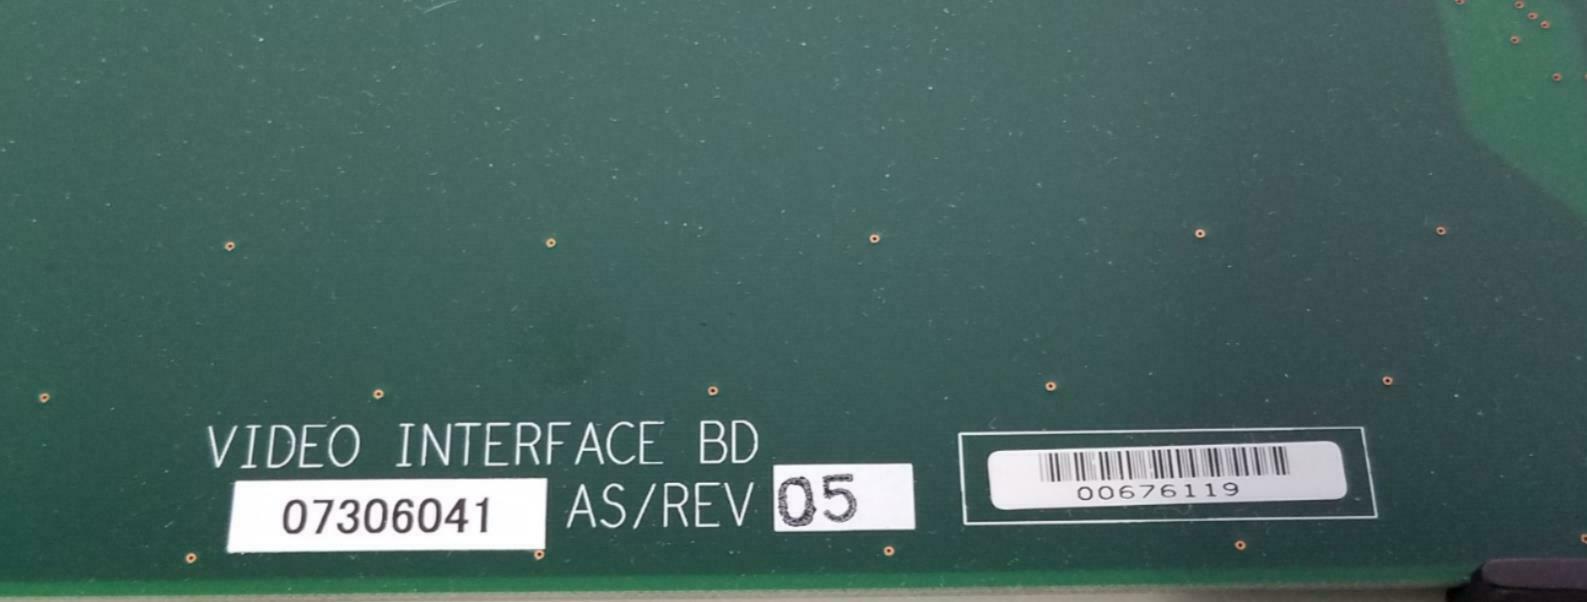 VIDEO INTERFACE BD
07306041 AS/REV 05
00676119